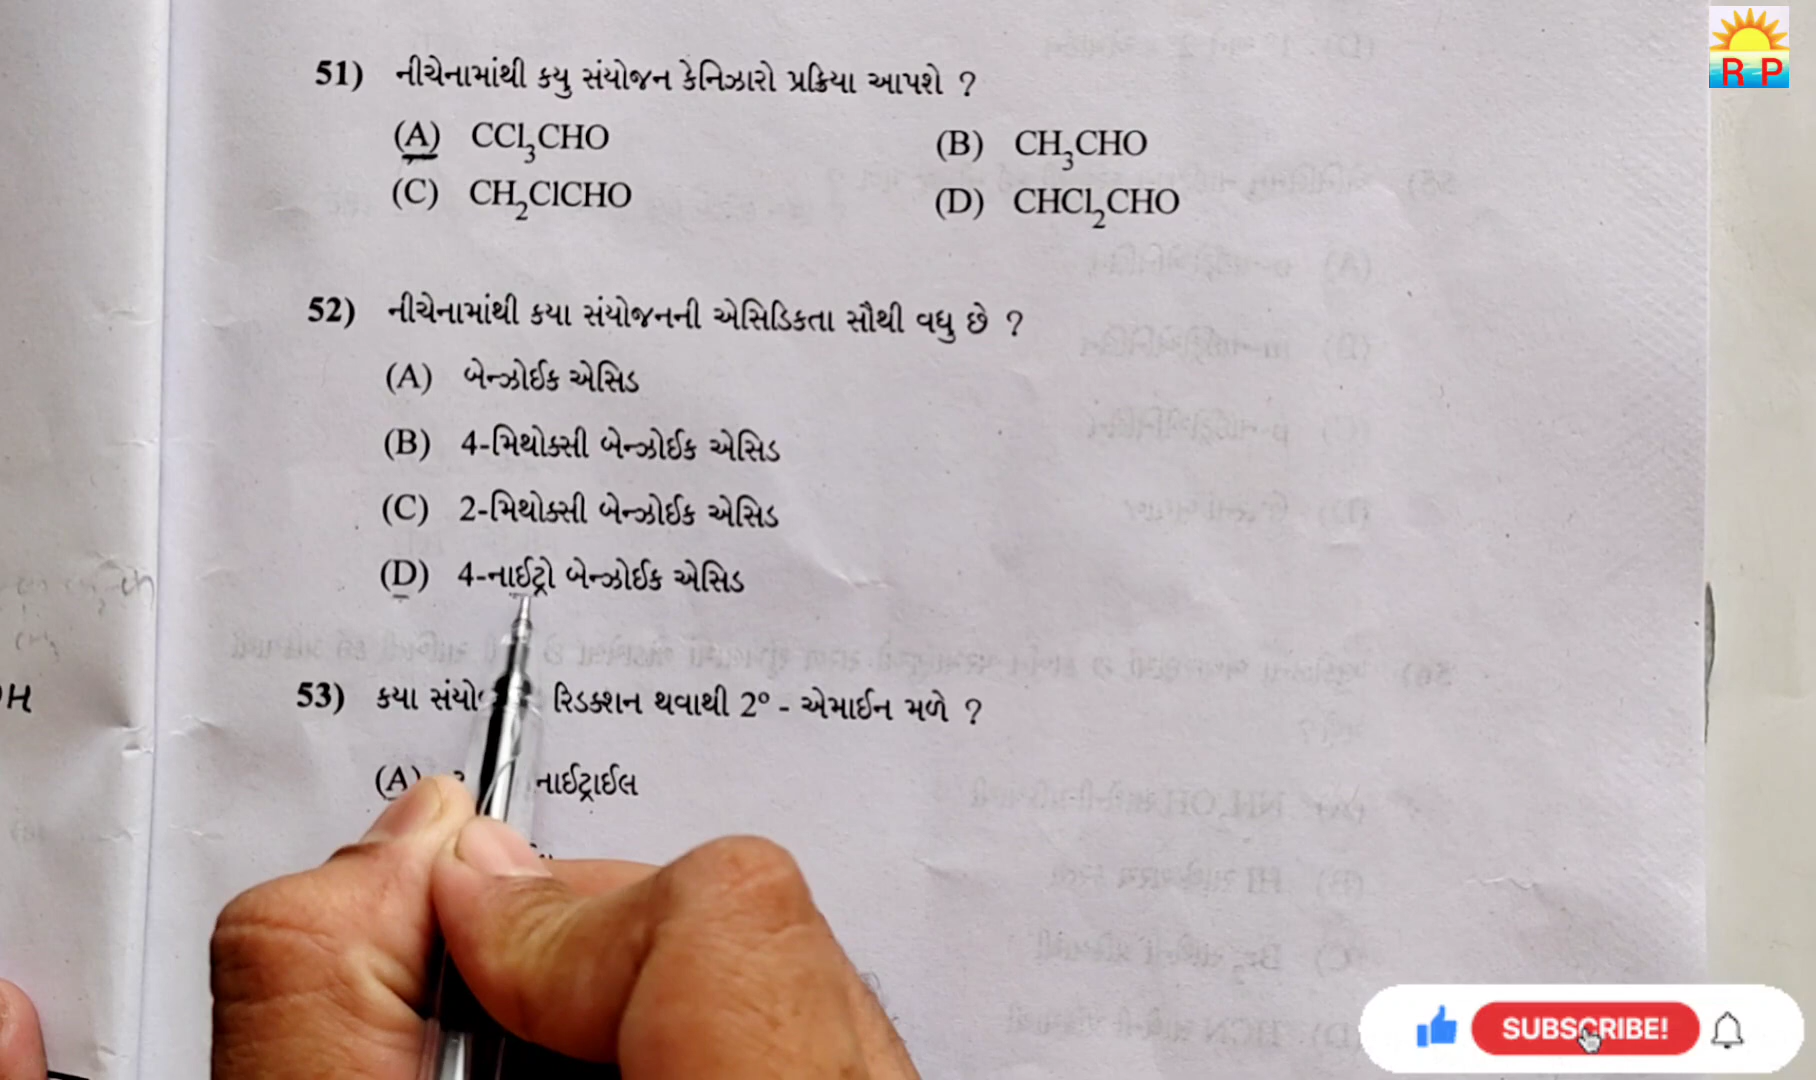 R P
51) નીચેનામાંથી કયુ સંયોજન કેનિઝારો પ્રક્રિયા આપશે ?
(A) CCl₃CHO (B) CH₃CHO
(C) CH₂ClCHO (D) CHCl₂CHO
52) નીચેનામાંથી કયા સંયોજનની એસિડિકતા સૌથી વધુ છે ?
(A) બેન્ઝોઈક એસિડ
(B) 4-મિથોક્સી બેન્ઝોઈક એસિડ
(C) 2-મિથોક્સી બેન્ઝોઈક એસિડ
(D) 4-નાઈટ્રો બેન્ઝોઈક એસિડ
53) કયા રિડક્શન થવાથી 2° - એમાઈન મળે ?
(A) નાઈટ્રાઈલ
SUBSCRIBE!